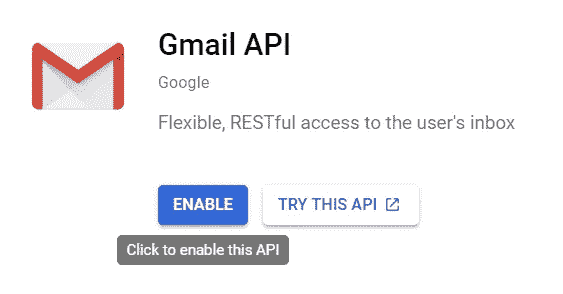 Gmail API
Google
Flexible, RESTful access to the user's inbox
ENABLE
TRY THIS API
Click to enable this API